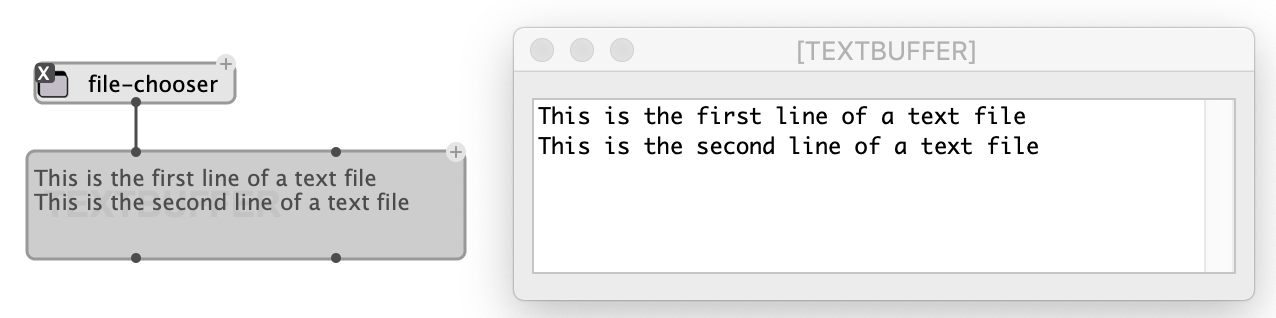 X
file-chooser
+
+
This is the first line of a text file
This is the second line of a text file
TEXTBUFFER
[TEXTBUFFER]
This is the first line of a text file
This is the second line of a text file